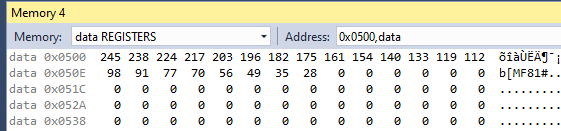 Memory 4
Memory: data REGISTERS Address: 0x0500,data
data 0x0500 245 238 224 217 203 196 182 175 161 154 140 133 119 112 õîàÙËĶ¯¡
data 0x050E 98 91 77 70 56 49 35 28 0 0 0 0 0 0 b[MF81#..
data 0x051C 0 0 0 0 0 0 0 0 0 0 0 0 0 0 .........
data 0x052A 0 0 0 0 0 0 0 0 0 0 0 0 0 0 .........
data 0x0538 0 0 0 0 0 0 0 0 0 0 0 0 0 0 .........